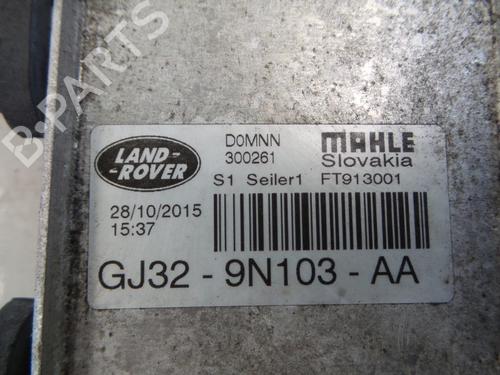 B-PARTS
LAND-
-ROVER
D0MNN
300261
MAHLE
Slovakia
S1 Seiler1 FT913001
28/10/2015
15:37
GJ32 - 9N103 - AA